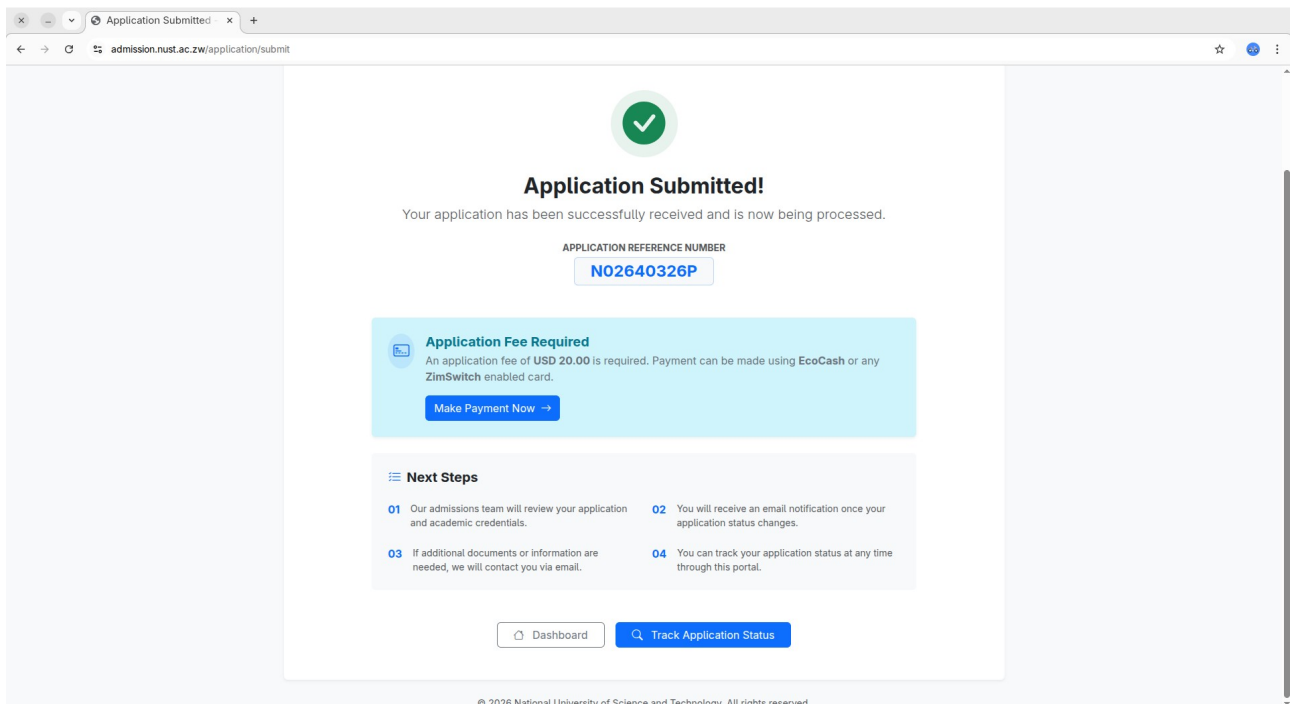 Application Submitted
admission.nust.ac.zw/application/submit
Application Submitted!
Your application has been successfully received and is now being processed.
APPLICATION REFERENCE NUMBER
N02640326P
Application Fee Required
An application fee of USD 20.00 is required. Payment can be made using EcoCash or any
ZimSwitch enabled card.
Make Payment Now →
Next Steps
01 Our admissions team will review your application
and academic credentials.
02 You will receive an email notification once your
application status changes.
03 If additional documents or information are
needed, we will contact you via email.
04 You can track your application status at any time
through this portal.
Dashboard
Track Application Status
© 2026 National University of Science and Technology. All rights reserved.